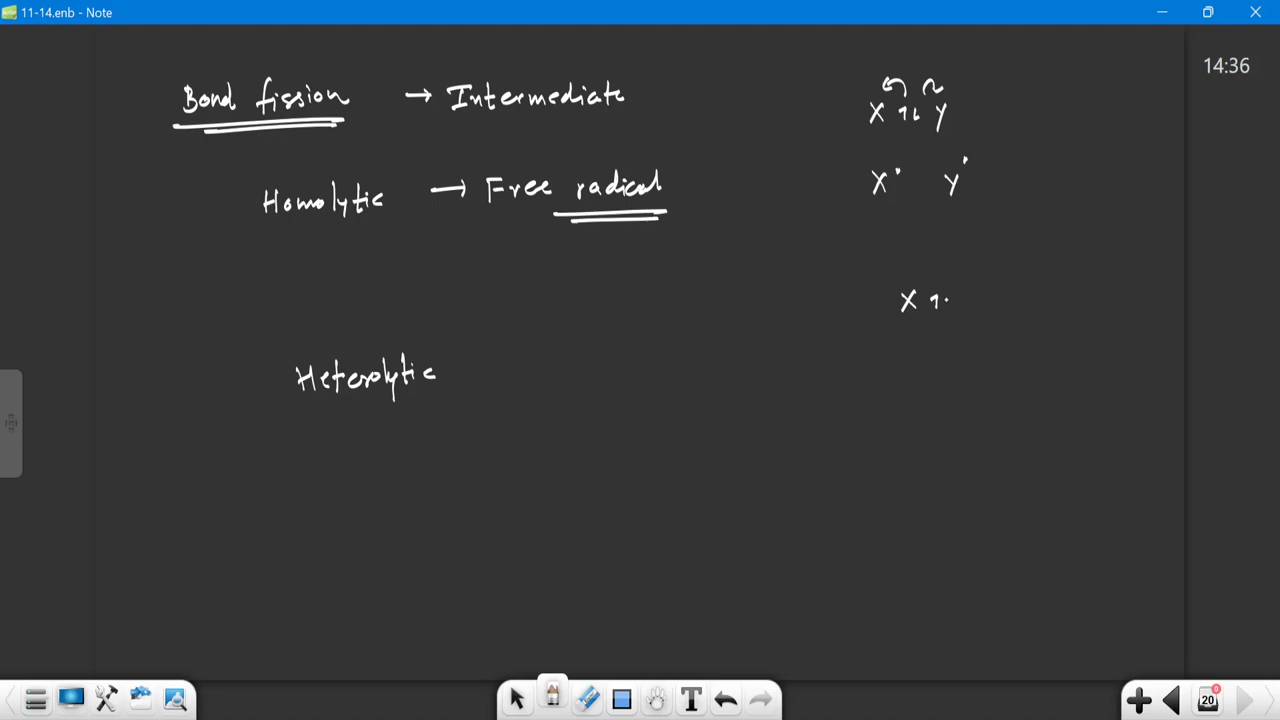 11-14.enb - Note
14:36
Bond fission → Intermediate
X ↿⇂ Y
Homolytic → Free radical
X• Y•
X ↿
Heterolytic
20